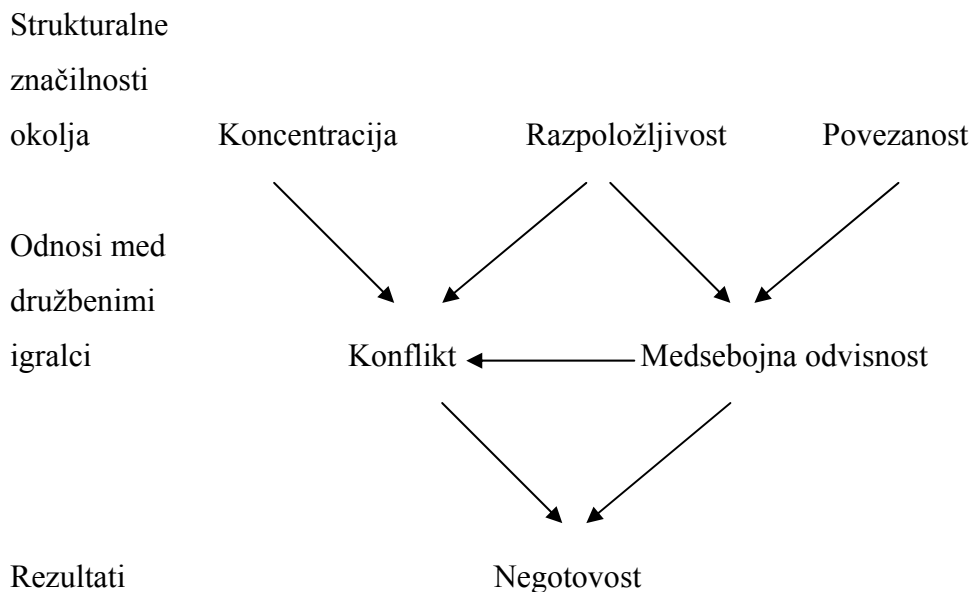 Strukturalne
značilnosti
okolja Koncentracija Razpoložljivost Povezanost
Odnosi med
družbenimi
igralci Konflikt Medsebojna odvisnost
Rezultati Negotovost